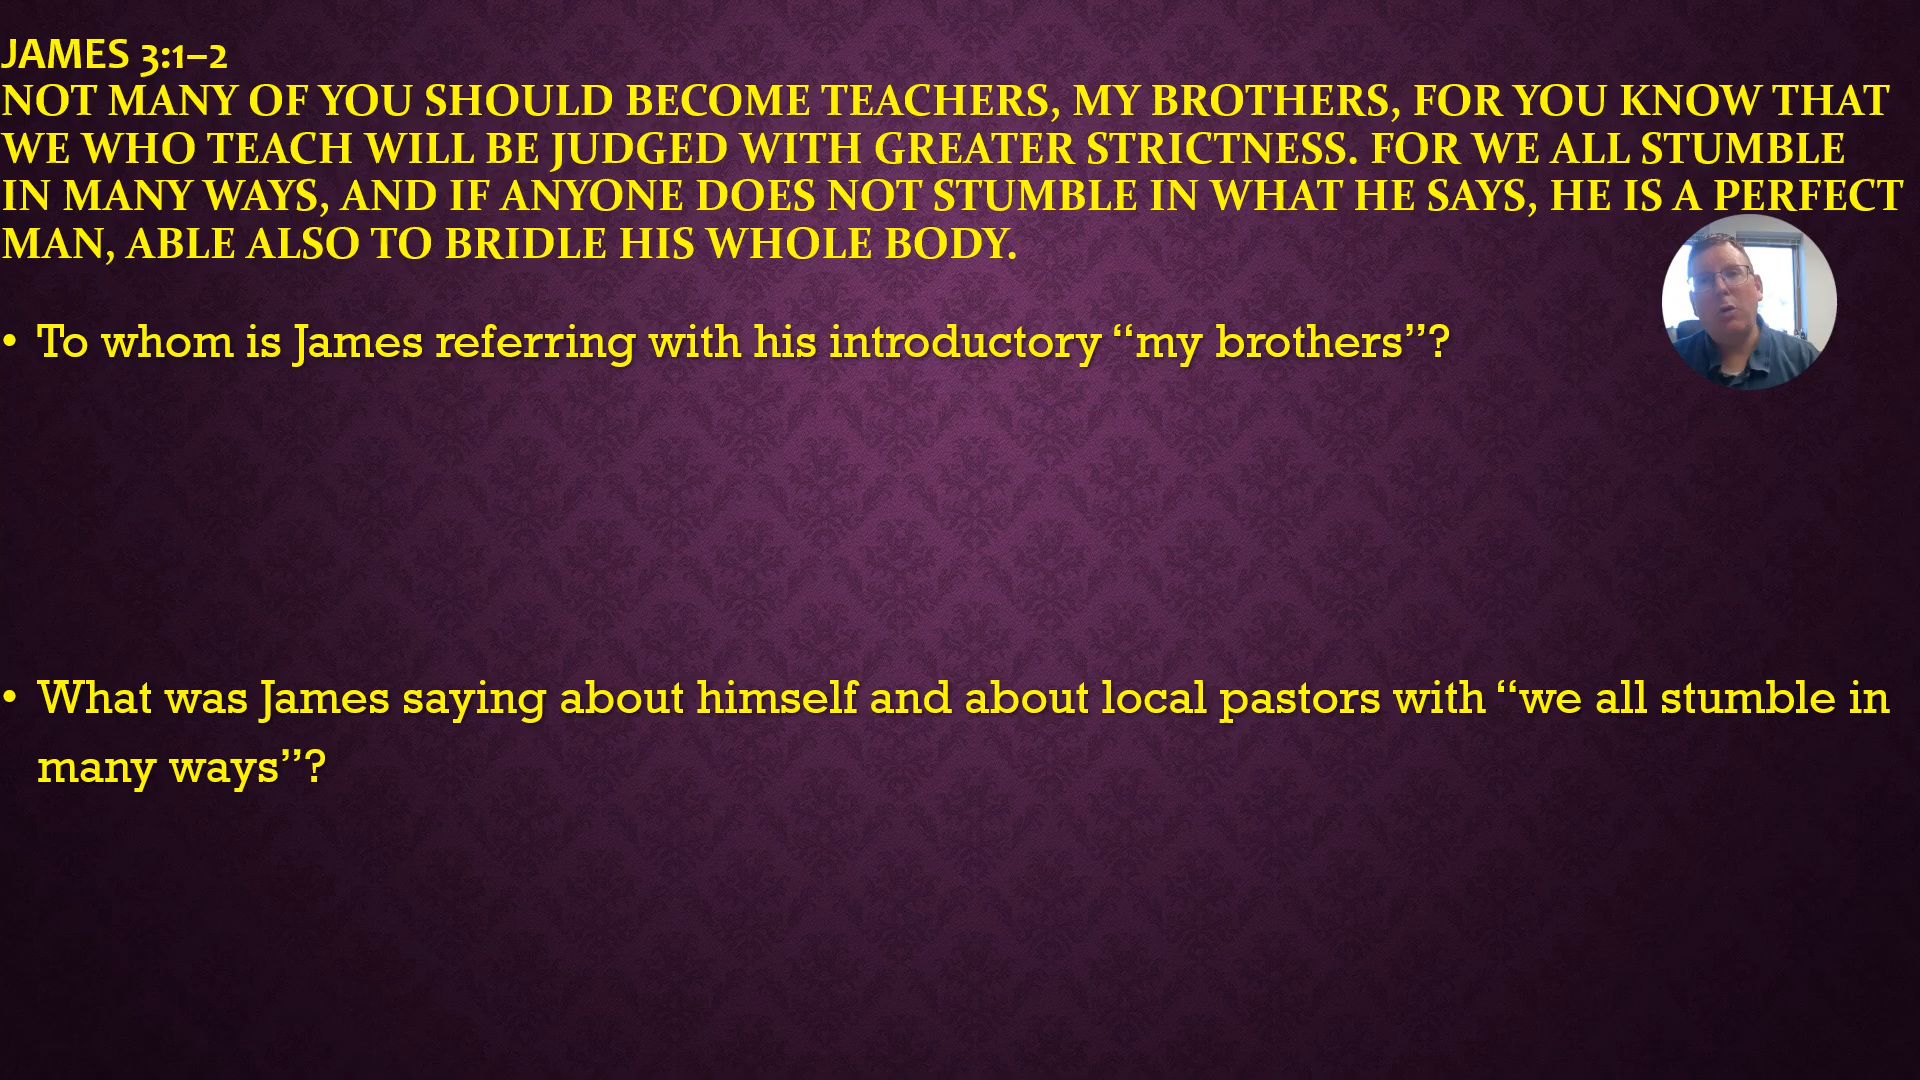 JAMES 3:1–2
NOT MANY OF YOU SHOULD BECOME TEACHERS, MY BROTHERS, FOR YOU KNOW THAT
WE WHO TEACH WILL BE JUDGED WITH GREATER STRICTNESS. FOR WE ALL STUMBLE
IN MANY WAYS, AND IF ANYONE DOES NOT STUMBLE IN WHAT HE SAYS, HE IS A PERFECT
MAN, ABLE ALSO TO BRIDLE HIS WHOLE BODY.
• To whom is James referring with his introductory “my brothers”?
• What was James saying about himself and about local pastors with “we all stumble in
many ways”?